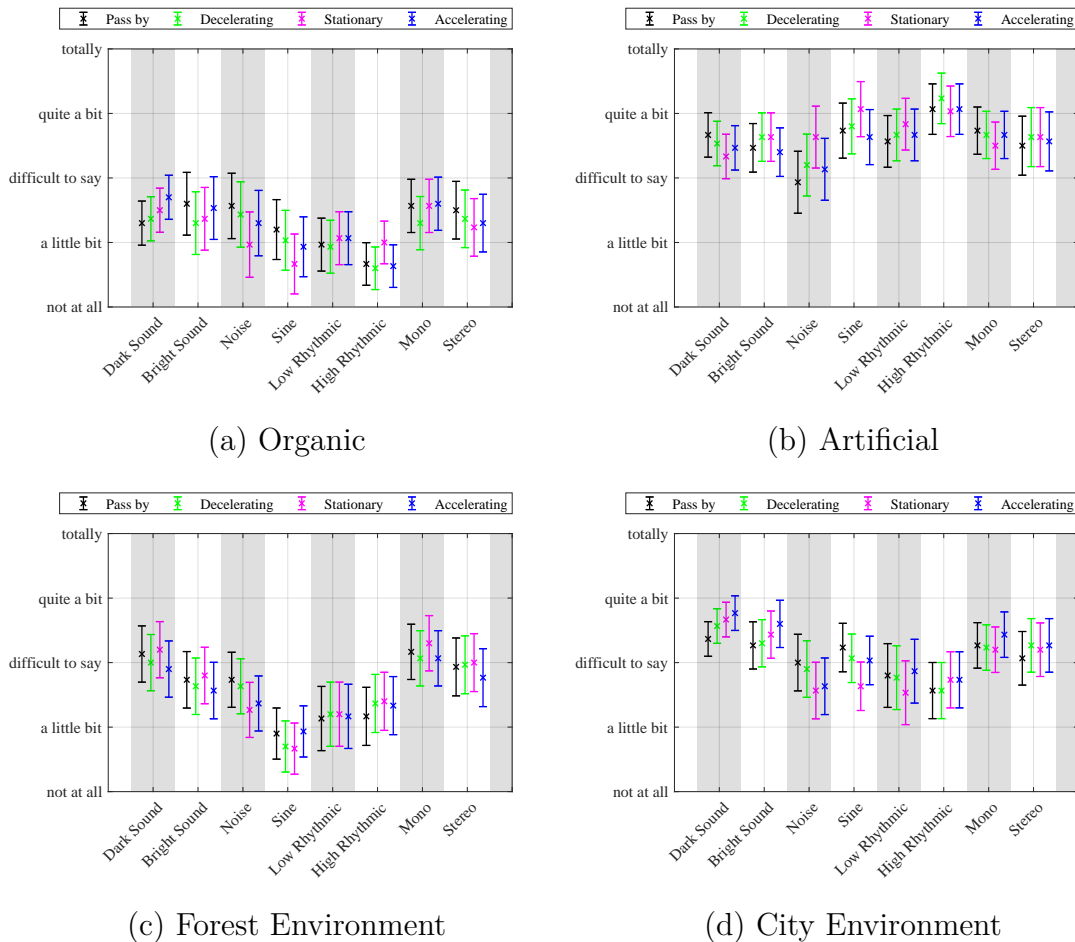 Pass by Decelerating Stationary Accelerating
totally
quite a bit
difficult to say
a little bit
not at all
Dark Sound Bright Sound Noise Sine Low Rhythmic High Rhythmic Mono Stereo
(a) Organic
Pass by Decelerating Stationary Accelerating
totally
quite a bit
difficult to say
a little bit
not at all
Dark Sound Bright Sound Noise Sine Low Rhythmic High Rhythmic Mono Stereo
(b) Artificial
Pass by Decelerating Stationary Accelerating
totally
quite a bit
difficult to say
a little bit
not at all
Dark Sound Bright Sound Noise Sine Low Rhythmic High Rhythmic Mono Stereo
(c) Forest Environment
Pass by Decelerating Stationary Accelerating
totally
quite a bit
difficult to say
a little bit
not at all
Dark Sound Bright Sound Noise Sine Low Rhythmic High Rhythmic Mono Stereo
(d) City Environment